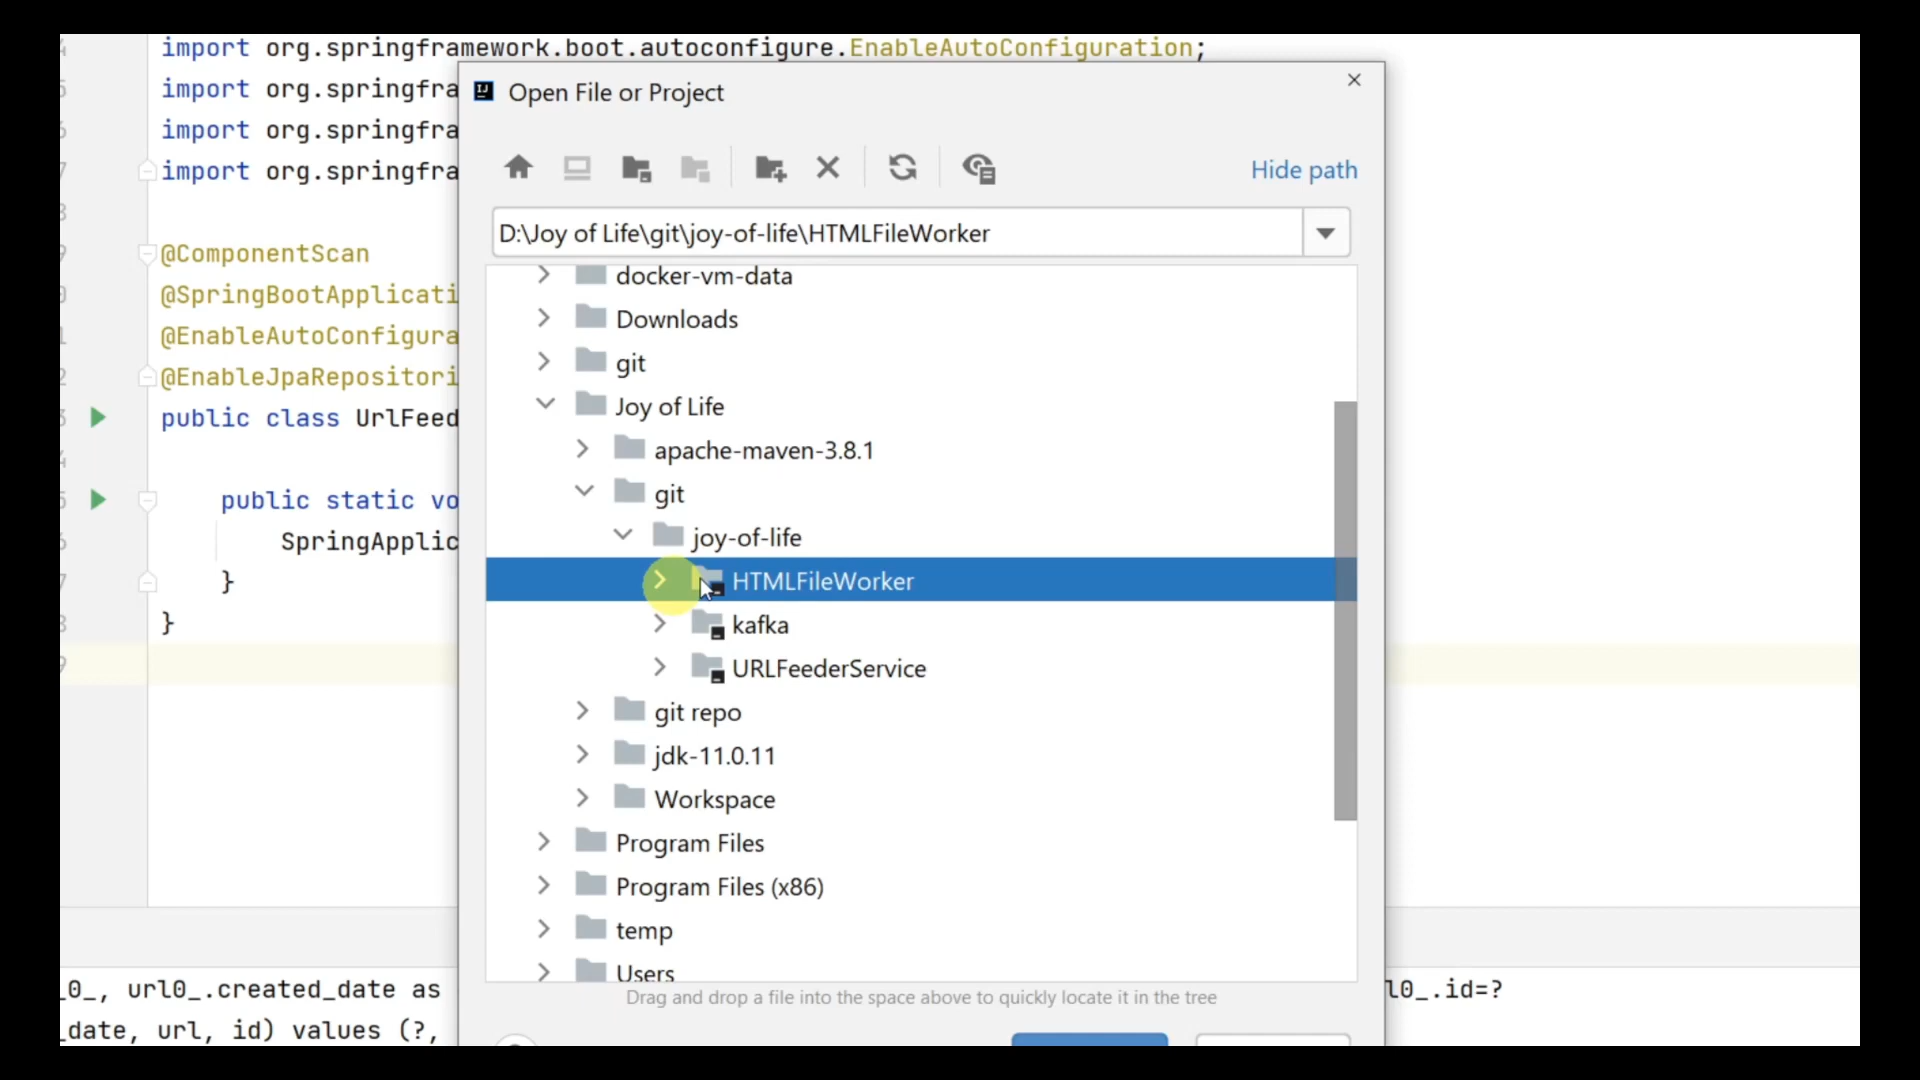 import org.springframework.boot.autoconfigure.EnableAutoConfiguration;
import org.springfra
import org.springfra
import org.springfra
@ComponentScan
@SpringBootApplicati
@EnableAutoConfigura
@EnableJpaRepositori
public class UrlFeed
public static vo
SpringApplic
}
}
Open File or Project
Hide path
D:\Joy of Life\git\joy-of-life\HTMLFileWorker
docker-vm-data
Downloads
git
Joy of Life
apache-maven-3.8.1
git
joy-of-life
HTMLFileWorker
kafka
URLFeederService
git repo
jdk-11.0.11
Workspace
Program Files
Program Files (x86)
temp
Users
Drag and drop a file into the space above to quickly locate it in the tree
0_, url0_.created_date as
l0_.id=?
_date, url, id) values (?,